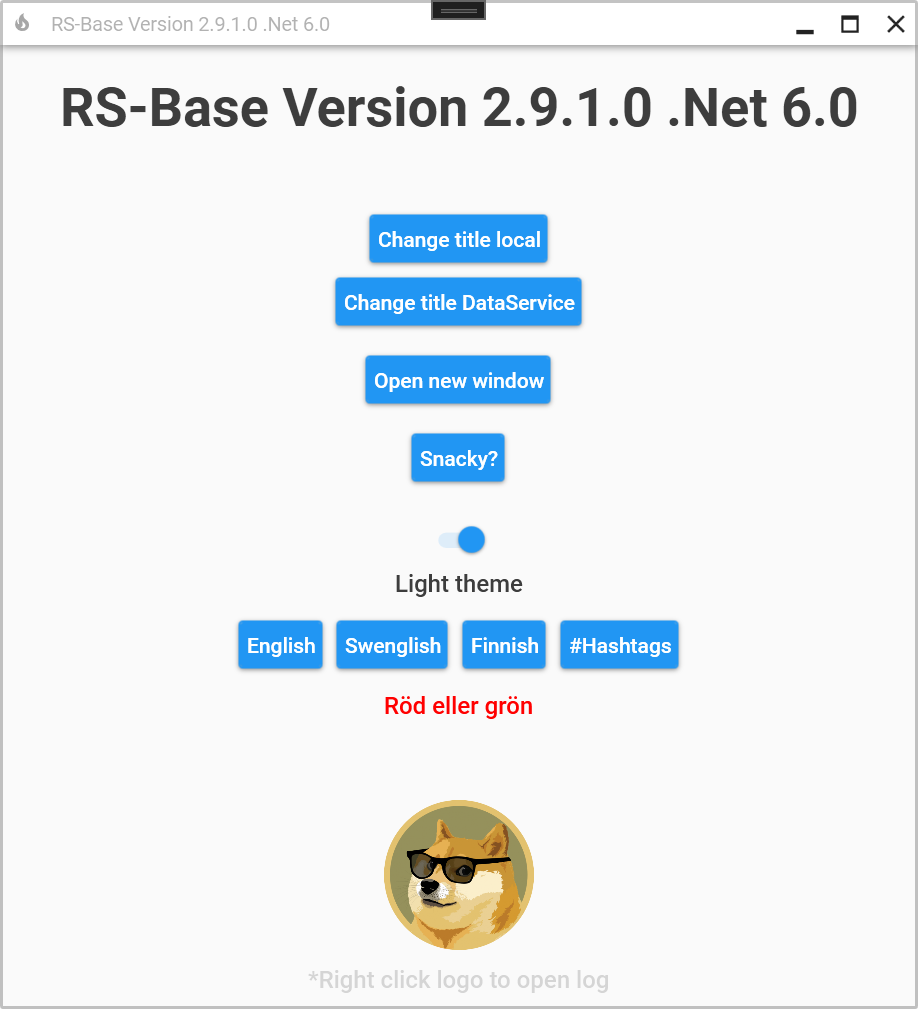 RS-Base Version 2.9.1.0 .Net 6.0
RS-Base Version 2.9.1.0 .Net 6.0
Change title local
Change title DataService
Open new window
Snacky?
Light theme
English Swenglish Finnish #Hashtags
Röd eller grön
*Right click logo to open log